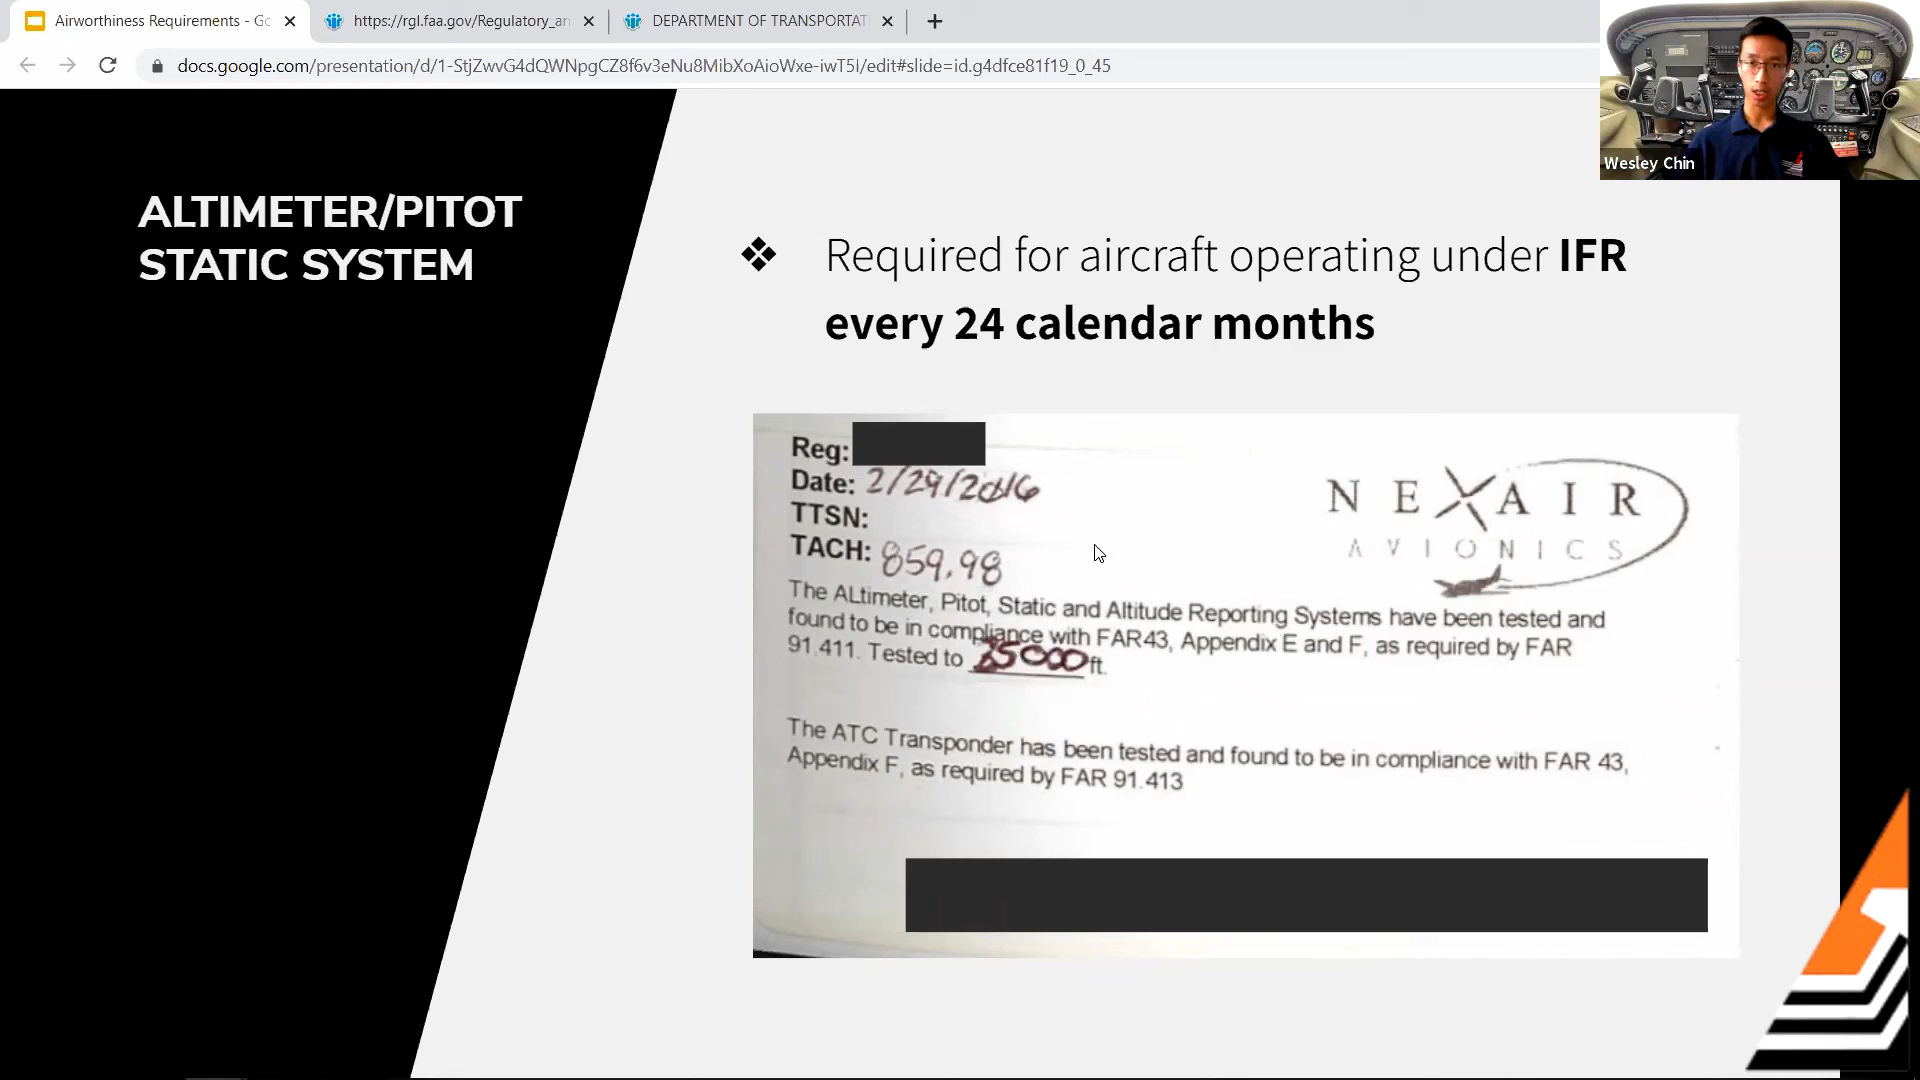 Airworthiness Requirements - Go
https://rgl.faa.gov/Regulatory_an
DEPARTMENT OF TRANSPORTAT
docs.google.com/presentation/d/1-StjZwvG4dQWNpgCZ8f6v3eNu8MibXoAioWxe-iwT5I/edit#slide=id.g4dfce81f19_0_45
Wesley Chin
ALTIMETER/PITOT
STATIC SYSTEM
❖ Required for aircraft operating under IFR
every 24 calendar months
Reg:
Date: 2/29/2016
TTSN:
TACH: 859.98
NEXAIR
AVIONICS
The ALtimeter, Pitot, Static and Altitude Reporting Systems have been tested and
found to be in compliance with FAR43, Appendix E and F, as required by FAR
91.411. Tested to 25000 ft.
The ATC Transponder has been tested and found to be in compliance with FAR 43,
Appendix F, as required by FAR 91.413